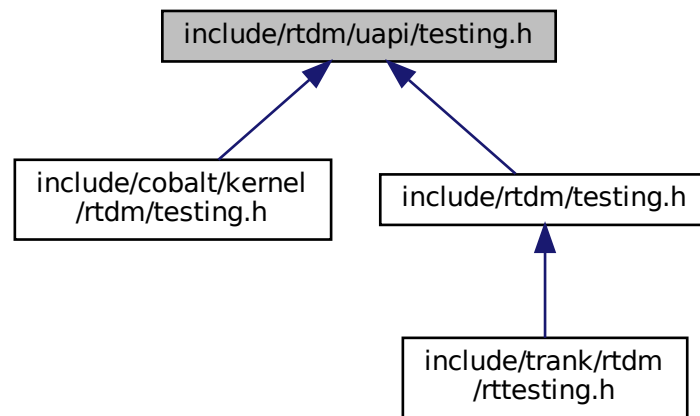 include/rtdm/uapi/testing.h
include/cobalt/kernel
/rtdm/testing.h
include/rtdm/testing.h
include/trank/rtdm
/rttesting.h